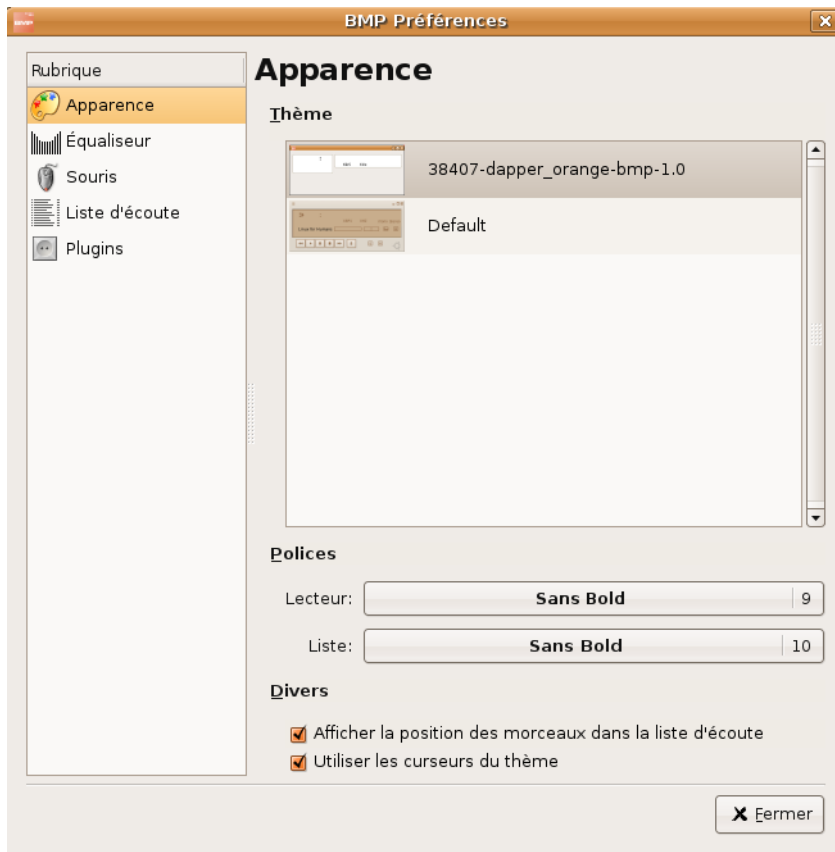 BMP Préférences
Rubrique
Apparence
Équaliseur
Souris
Liste d'écoute
Plugins
Apparence
Thème
38407-dapper_orange-bmp-1.0
Default
Polices
Lecteur: Sans Bold 9
Liste: Sans Bold 10
Divers
Afficher la position des morceaux dans la liste d'écoute
Utiliser les curseurs du thème
Fermer